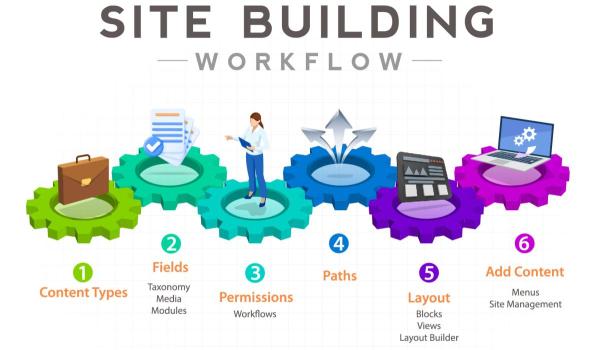 SITE BUILDING
WORKFLOW
1
Content Types
2
Fields
Taxonomy
Media
Modules
3
Permissions
Workflows
4
Paths
5
Layout
Blocks
Views
Layout Builder
6
Add Content
Menus
Site Management